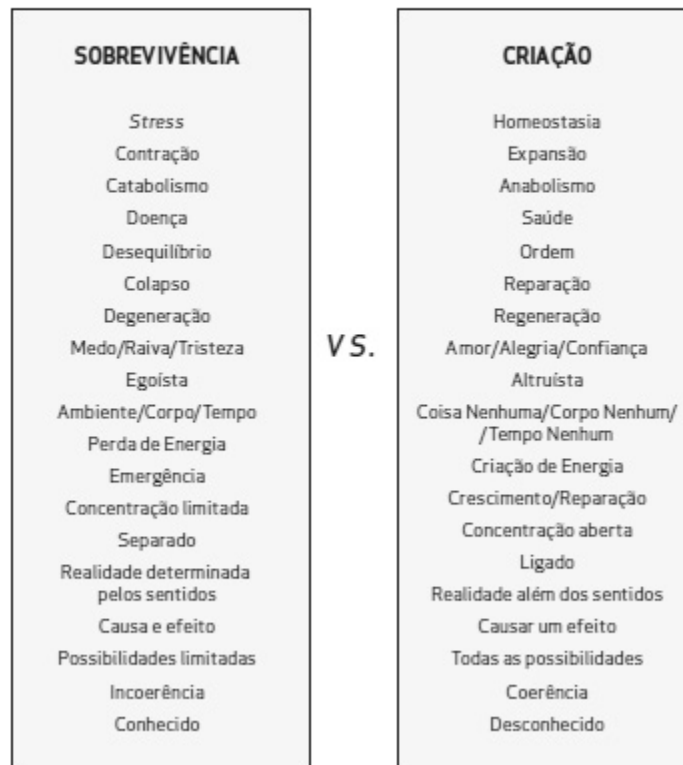 SOBREVIVÊNCIA
Stress
Contração
Catabolismo
Doença
Desequilíbrio
Colapso
Degeneração
Medo/Raiva/Tristeza
Egoísta
Ambiente/Corpo/Tempo
Perda de Energia
Emergência
Concentração limitada
Separado
Realidade determinada
pelos sentidos
Causa e efeito
Possibilidades limitadas
Incoerência
Conhecido
VS.
CRIAÇÃO
Homeostasia
Expansão
Anabolismo
Saúde
Ordem
Reparação
Regeneração
Amor/Alegria/Confiança
Altruísta
Coisa Nenhuma/Corpo Nenhum/
/Tempo Nenhum
Criação de Energia
Crescimento/Reparação
Concentração aberta
Ligado
Realidade além dos sentidos
Causar um efeito
Todas as possibilidades
Coerência
Desconhecido